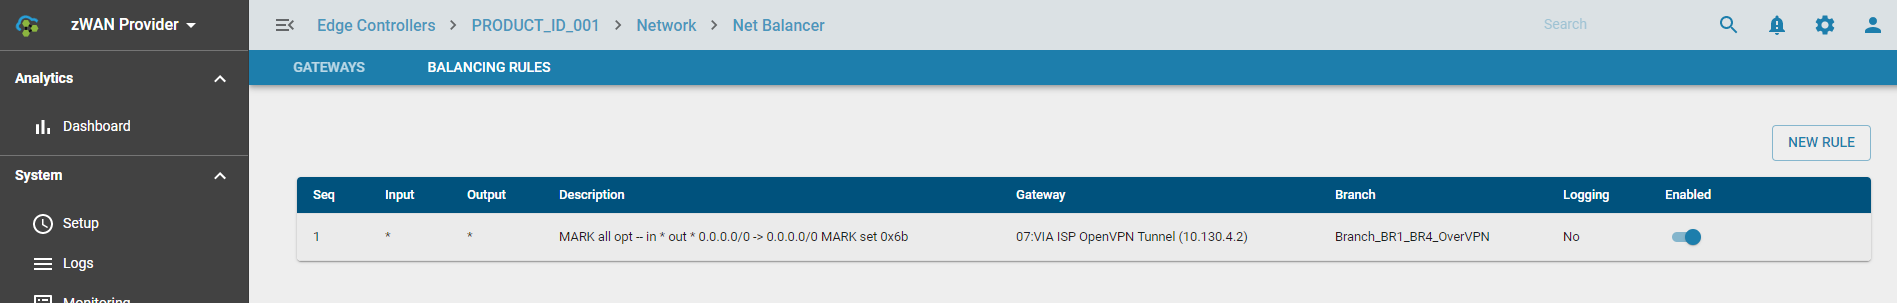 zWAN Provider
Edge Controllers > PRODUCT_ID_001 > Network > Net Balancer
Search
GATEWAYS BALANCING RULES
Analytics
Dashboard
System
Setup
Logs
Monitoring
NEW RULE
Seq Input Output Description Gateway Branch Logging Enabled
1 * * MARK all opt -- in * out * 0.0.0.0/0 -> 0.0.0.0/0 MARK set 0x6b 07:VIA ISP OpenVPN Tunnel (10.130.4.2) Branch_BR1_BR4_OverVPN No